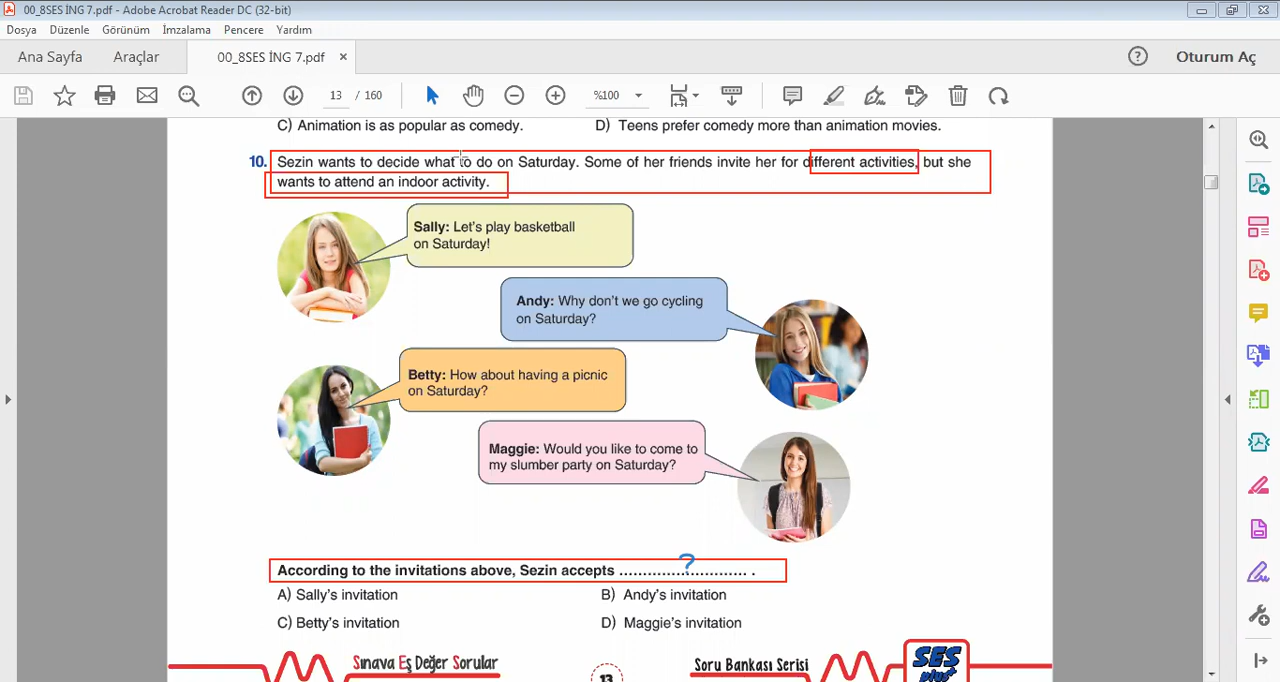 00_8SES İNG 7.pdf - Adobe Acrobat Reader DC (32-bit)
Dosya Düzenle Görünüm İmzalama Pencere Yardım
Ana Sayfa Araçlar 00_8SES İNG 7.pdf × Oturum Aç
13 / 160 %100
C) Animation is as popular as comedy. D) Teens prefer comedy more than animation movies.
10. Sezin wants to decide what to do on Saturday. Some of her friends invite her for different activities, but she
wants to attend an indoor activity.
Sally: Let's play basketball
on Saturday!
Andy: Why don't we go cycling
on Saturday?
Betty: How about having a picnic
on Saturday?
Maggie: Would you like to come to
my slumber party on Saturday?
?
According to the invitations above, Sezin accepts ........................... .
A) Sally's invitation B) Andy's invitation
C) Betty's invitation D) Maggie's invitation
Sınava Eş Değer Sorular 13 Soru Bankası Serisi SES plus+